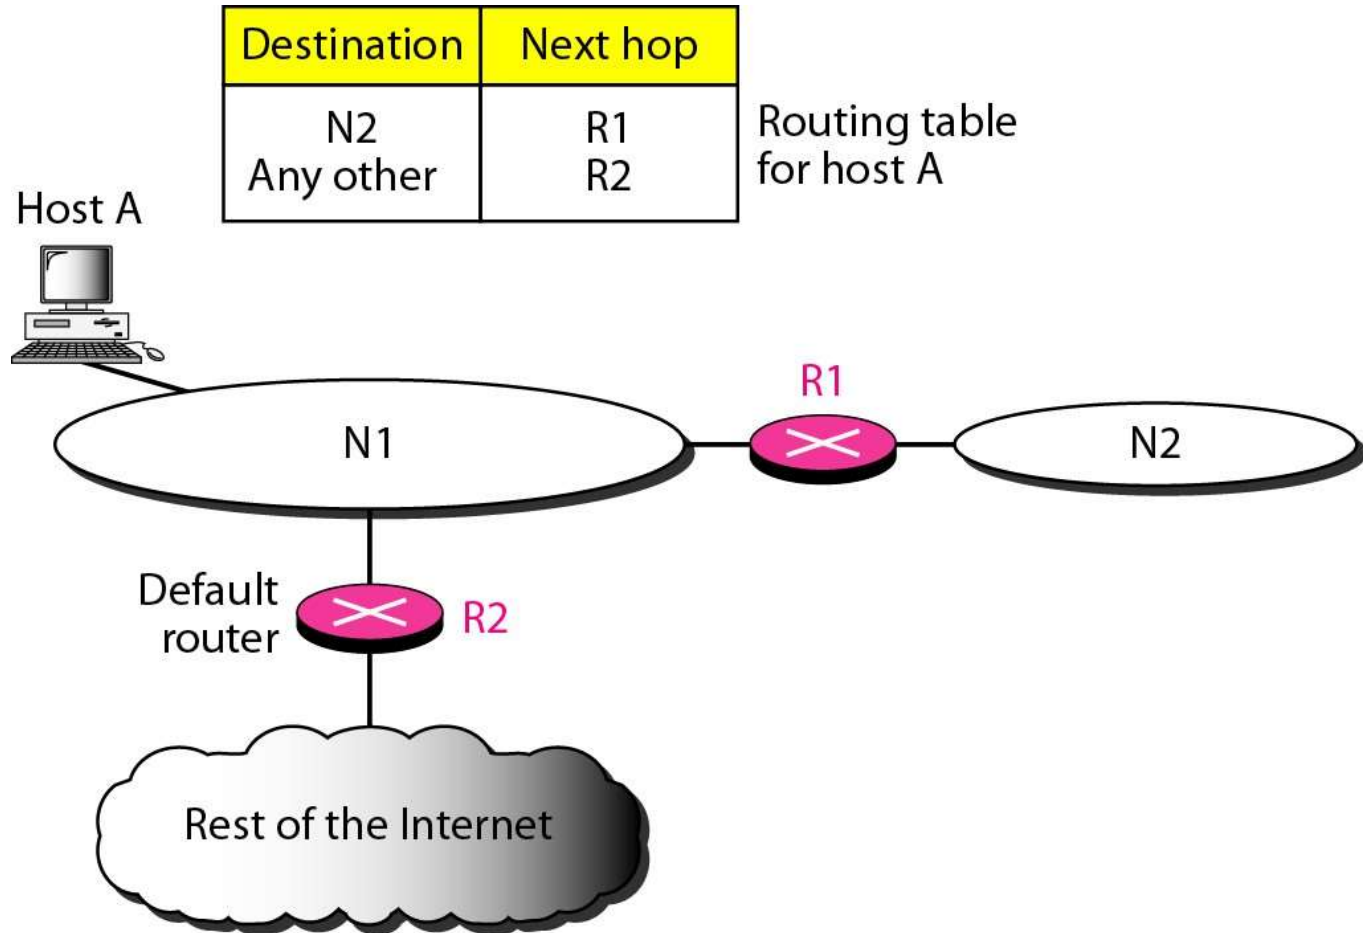 Destination Next hop
N2 R1
Any other R2
Routing table
for host A
Host A
R1
N1
N2
Default
router
R2
Rest of the Internet